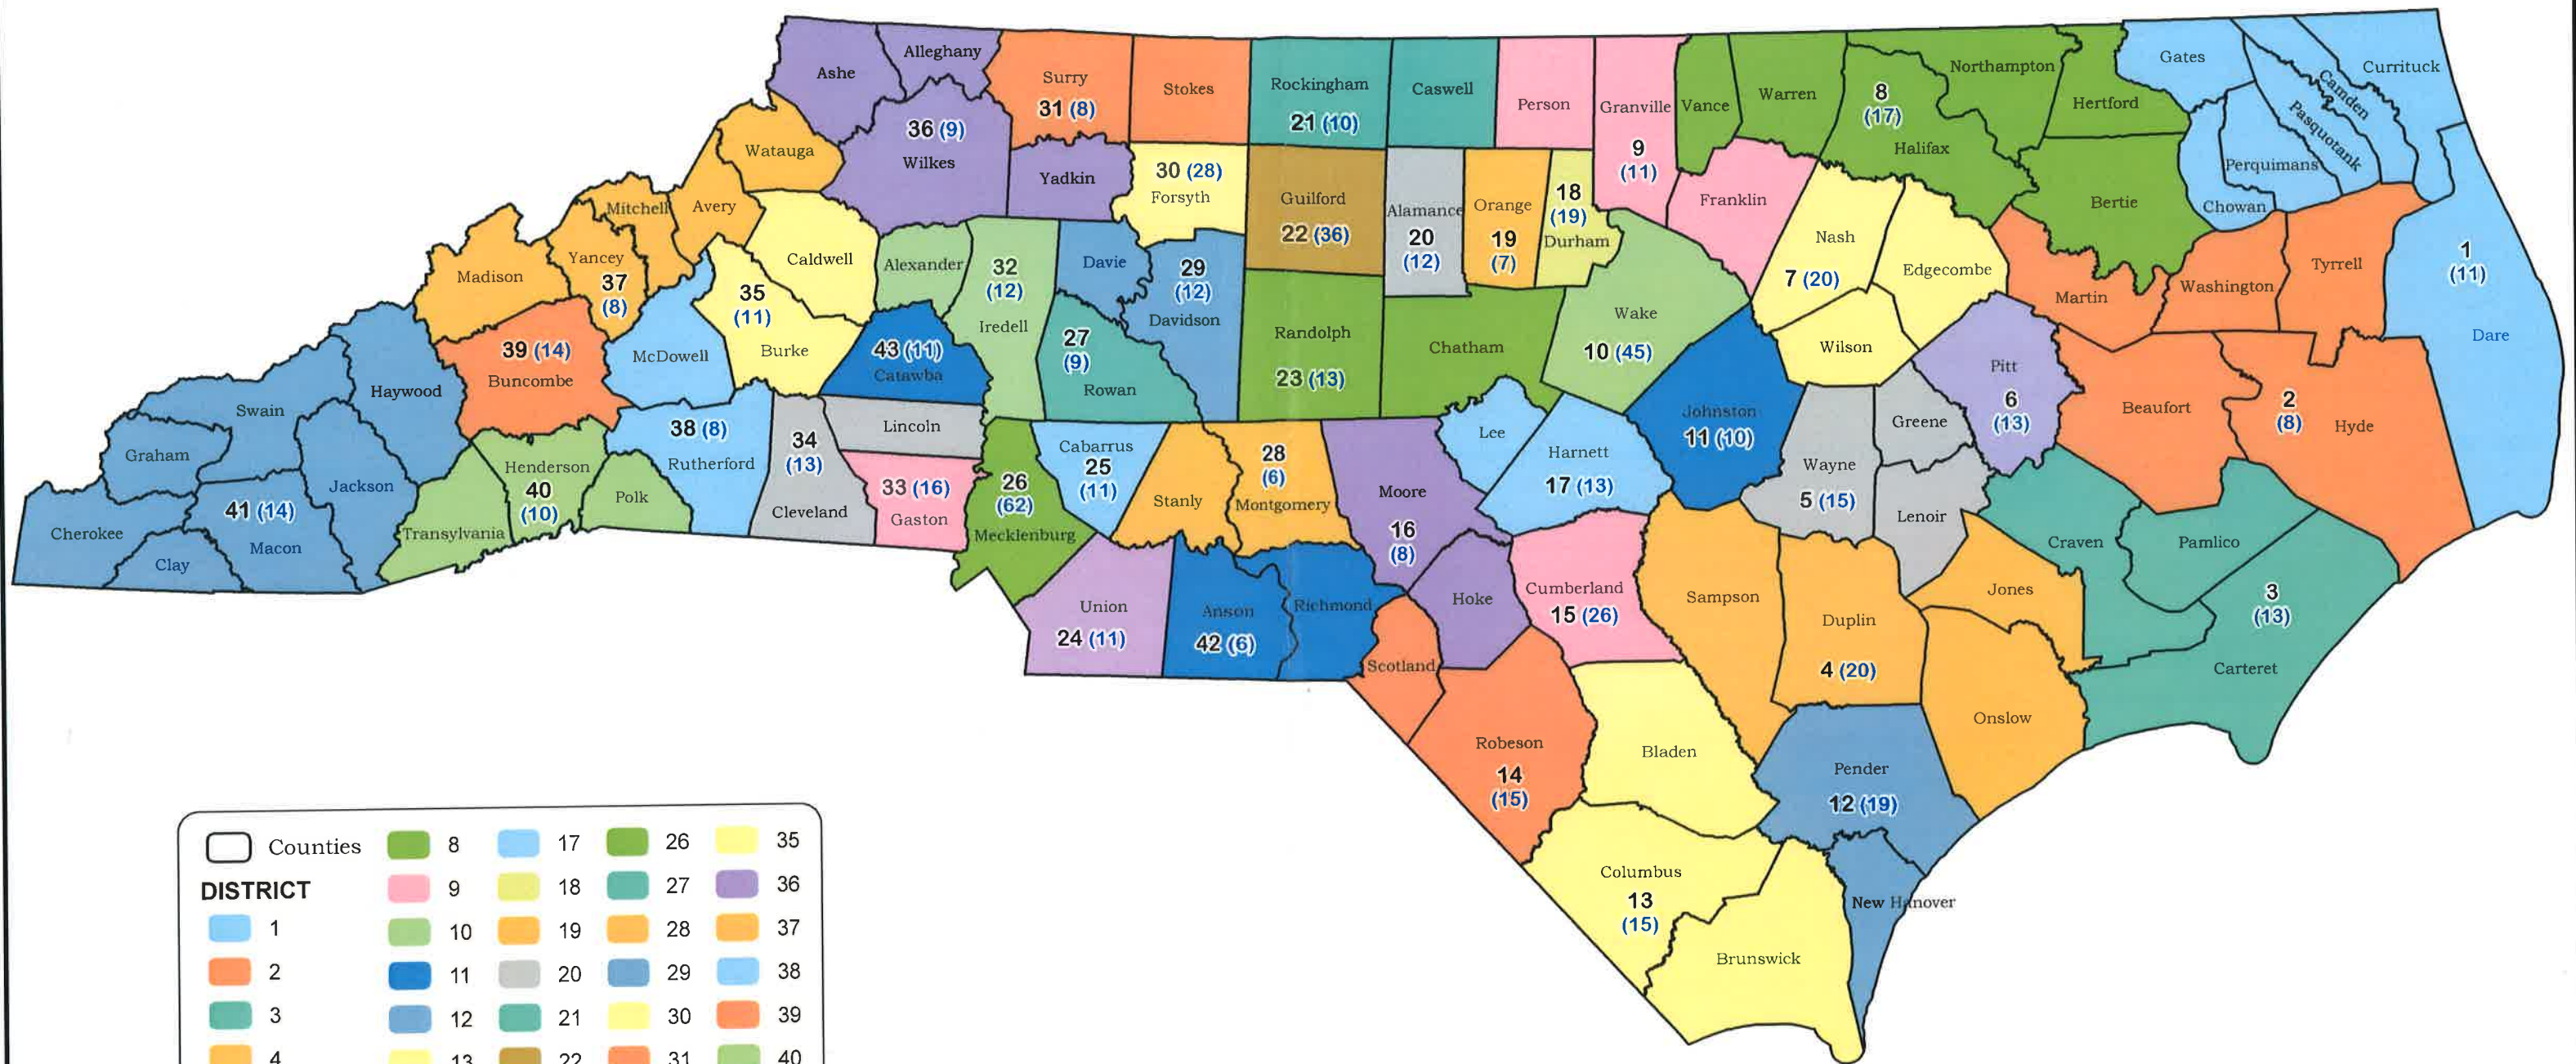 Ashe
Alleghany
Surry
31 (8)
Stokes
Rockingham
21 (10)
Caswell
Person
Granville
9
(11)
Vance
Warren
8
(17)
Halifax
Northampton
Hertford
Gates
Camden
Pasquotank
Currituck
Perquimans
Chowan
Bertie
Watauga
36 (9)
Wilkes
Yadkin
30 (28)
Forsyth
Guilford
22 (36)
Alamance
20
(12)
Orange
19
(7)
18
(19)
Durham
Franklin
Nash
7 (20)
Edgecombe
Martin
Washington
Tyrrell
1
(11)
Dare
Mitchell
Avery
Madison
Yancey
37
(8)
Caldwell
Alexander
32
(12)
Iredell
Davie
29
(12)
Davidson
35
(11)
Burke
McDowell
39 (14)
Buncombe
43 (11)
Catawba
27
(9)
Rowan
Randolph
23 (13)
Chatham
Wake
10 (45)
Wilson
Pitt
6
(13)
Beaufort
2
(8)
Hyde
Haywood
Swain
Graham
Cherokee
Clay
41 (14)
Macon
Jackson
Transylvania
Henderson
40
(10)
Polk
38 (8)
Rutherford
34
(13)
Cleveland
Lincoln
33 (16)
Gaston
26
(62)
Mecklenburg
Cabarrus
25
(11)
Stanly
28
(6)
Montgomery
Moore
16
(8)
Lee
Harnett
17 (13)
Johnston
11 (10)
Wayne
5 (15)
Greene
Lenoir
Craven
Pamlico
3
(13)
Carteret
Jones
Union
24 (11)
Anson
42 (6)
Richmond
Hoke
Scotland
Cumberland
15 (26)
Sampson
Duplin
4 (20)
Onslow
Robeson
14
(15)
Bladen
Pender
12 (19)
Columbus
13
(15)
New Hanover
Brunswick
Counties
DISTRICT
1
2
3
4
8
9
10
11
12
13
17
18
19
20
21
22
26
27
28
29
30
31
35
36
37
38
39
40